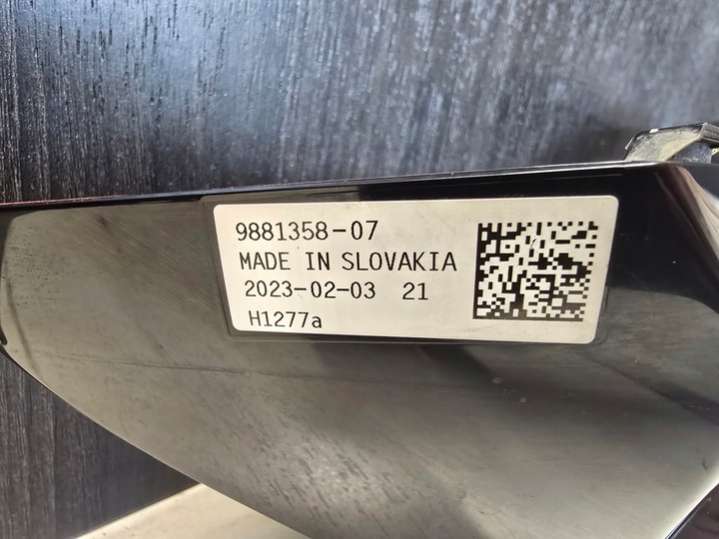 9881358-07
MADE IN SLOVAKIA
2023-02-03 21
H1277a